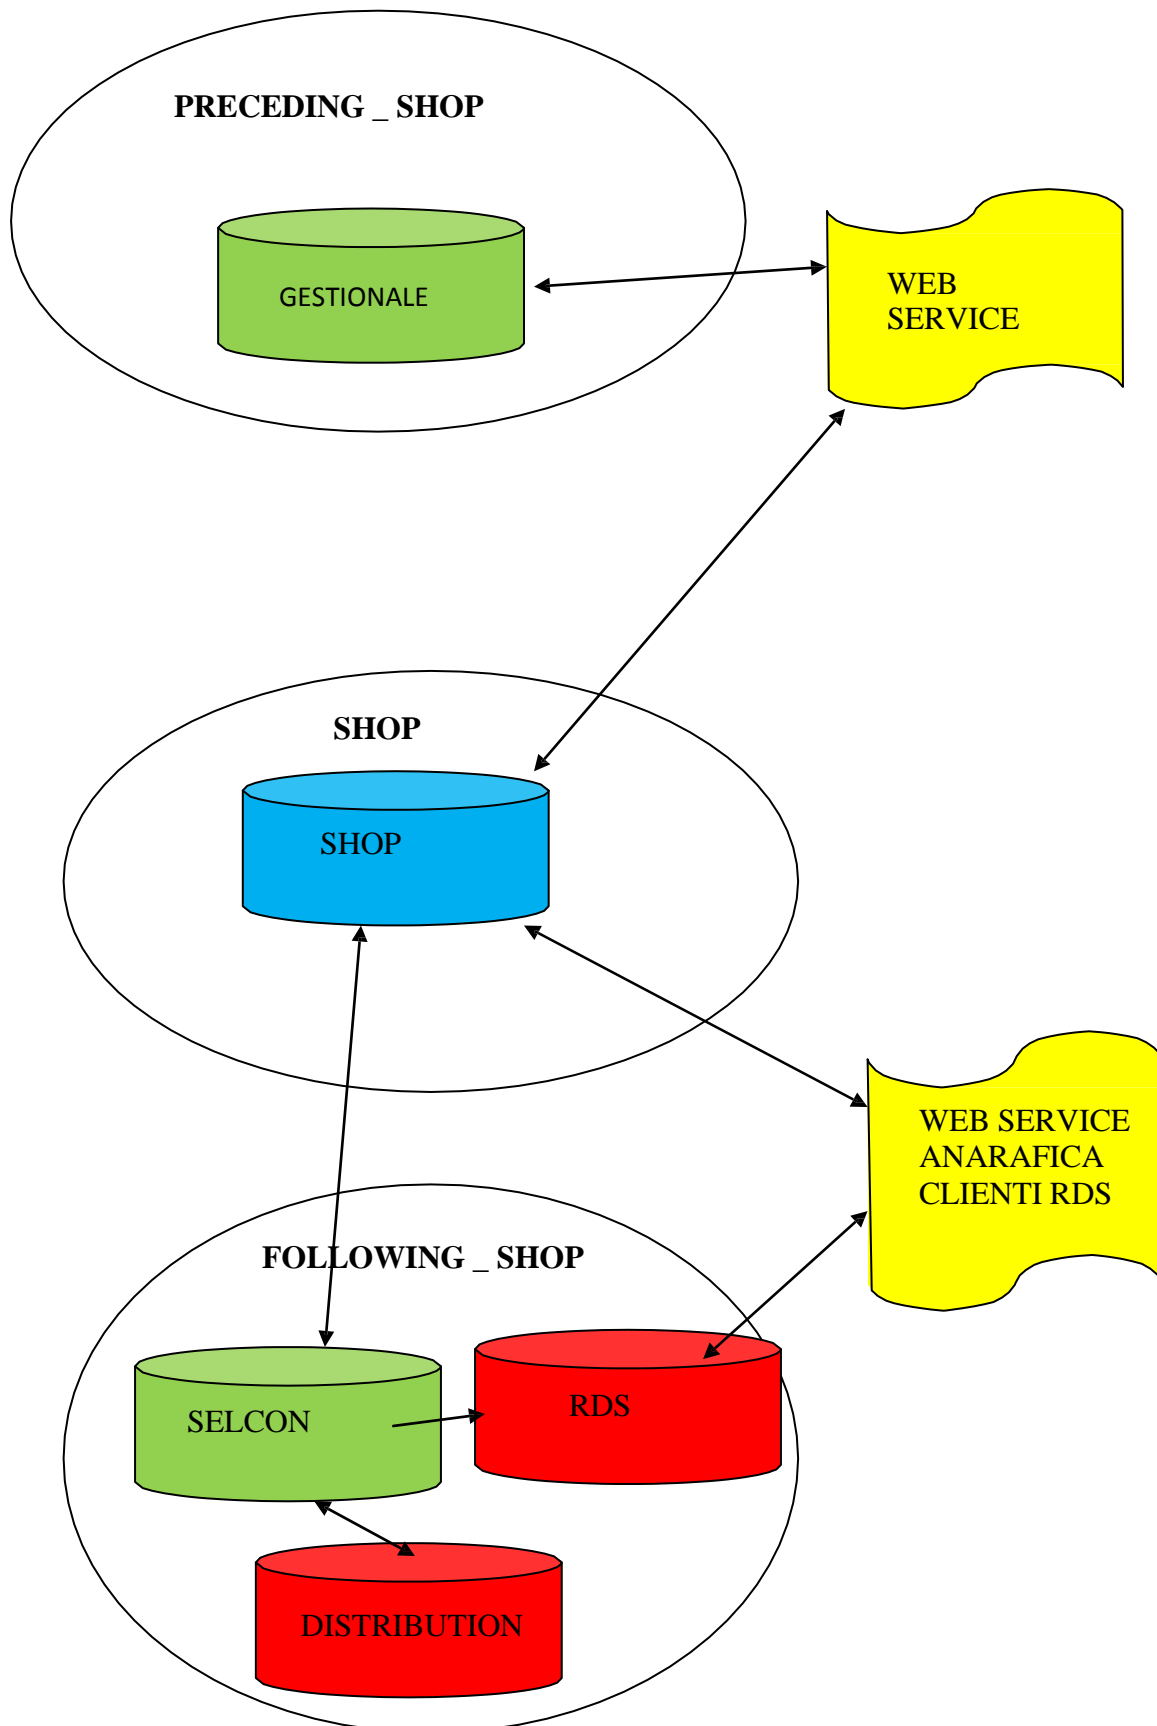 PRECEDING _ SHOP
GESTIONALE
WEB
SERVICE
SHOP
SHOP
WEB SERVICE
ANARAFICA
CLIENTI RDS
FOLLOWING _ SHOP
SELCON
RDS
DISTRIBUTION